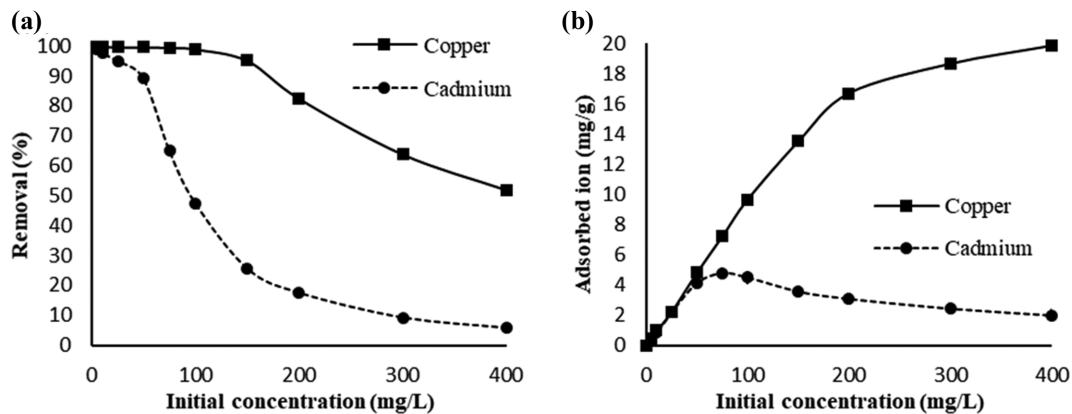 (a)
100
90
80
70
60
50
40
30
20
10
0
Removal (%)
Copper
Cadmium
0 100 200 300 400
Initial concentration (mg/L)
(b)
20
18
16
14
12
10
8
6
4
2
0
Adsorbed ion (mg/g)
Copper
Cadmium
0 100 200 300 400
Initial concentration (mg/L)